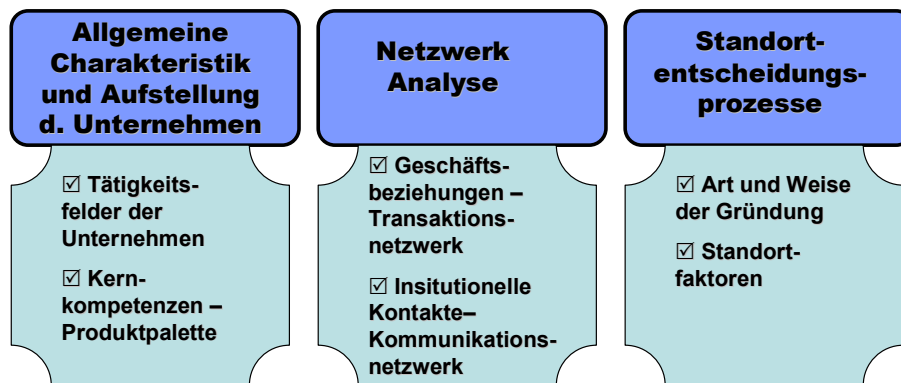 Allgemeine
Charakteristik
und Aufstellung
d. Unternehmen
☑ Tätigkeits-
felder der
Unternehmen
☑ Kern-
kompetenzen –
Produktpalette
Netzwerk
Analyse
☑ Geschäfts-
beziehungen –
Transaktions-
netzwerk
☑ Insitutionelle
Kontakte–
Kommunikations-
netzwerk
Standort-
entscheidungs-
prozesse
☑ Art und Weise
der Gründung
☑ Standort-
faktoren